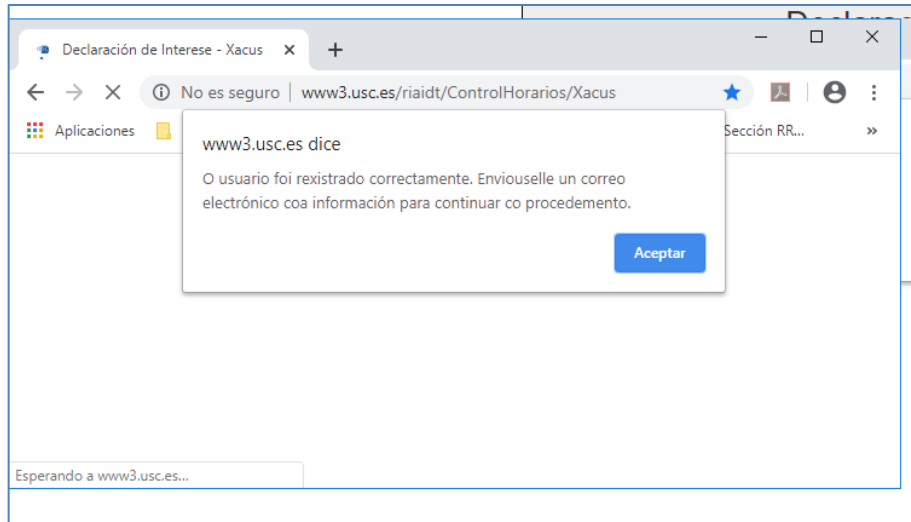 Declaración de Interese - Xacus
No es seguro | www3.usc.es/riaidt/ControlHorarios/Xacus
Aplicaciones
Sección RR...
www3.usc.es dice
O usuario foi rexistrado correctamente. Enviouselle un correo
electrónico coa información para continuar co procedemento.
Aceptar
Esperando a www3.usc.es...